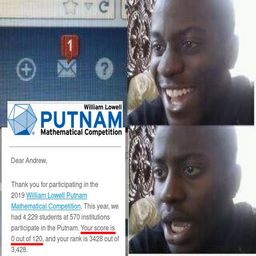 1
?
William Lowell
PUTNAM
Mathematical Competition
Dear Andrew,
Thank you for participating in the
2019 William Lowell Putnam
Mathematical Competition. This year, we
had 4,229 students at 570 institutions
participate in the Putnam. Your score is
0 out of 120, and your rank is 3428 out of
3,428.